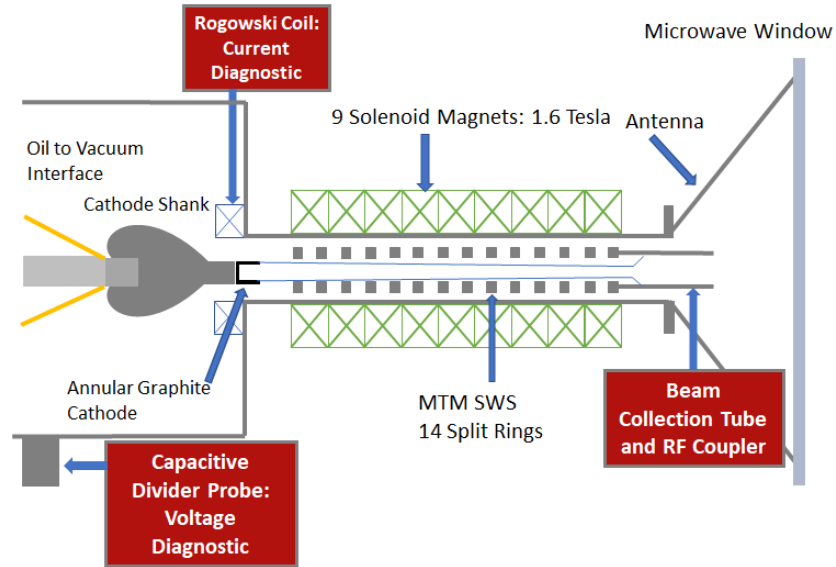 Rogowski Coil:
Current
Diagnostic
Microwave Window
9 Solenoid Magnets: 1.6 Tesla
Antenna
Oil to Vacuum
Interface
Cathode Shank
Annular Graphite
Cathode
MTM SWS
14 Split Rings
Beam
Collection Tube
and RF Coupler
Capacitive
Divider Probe:
Voltage
Diagnostic